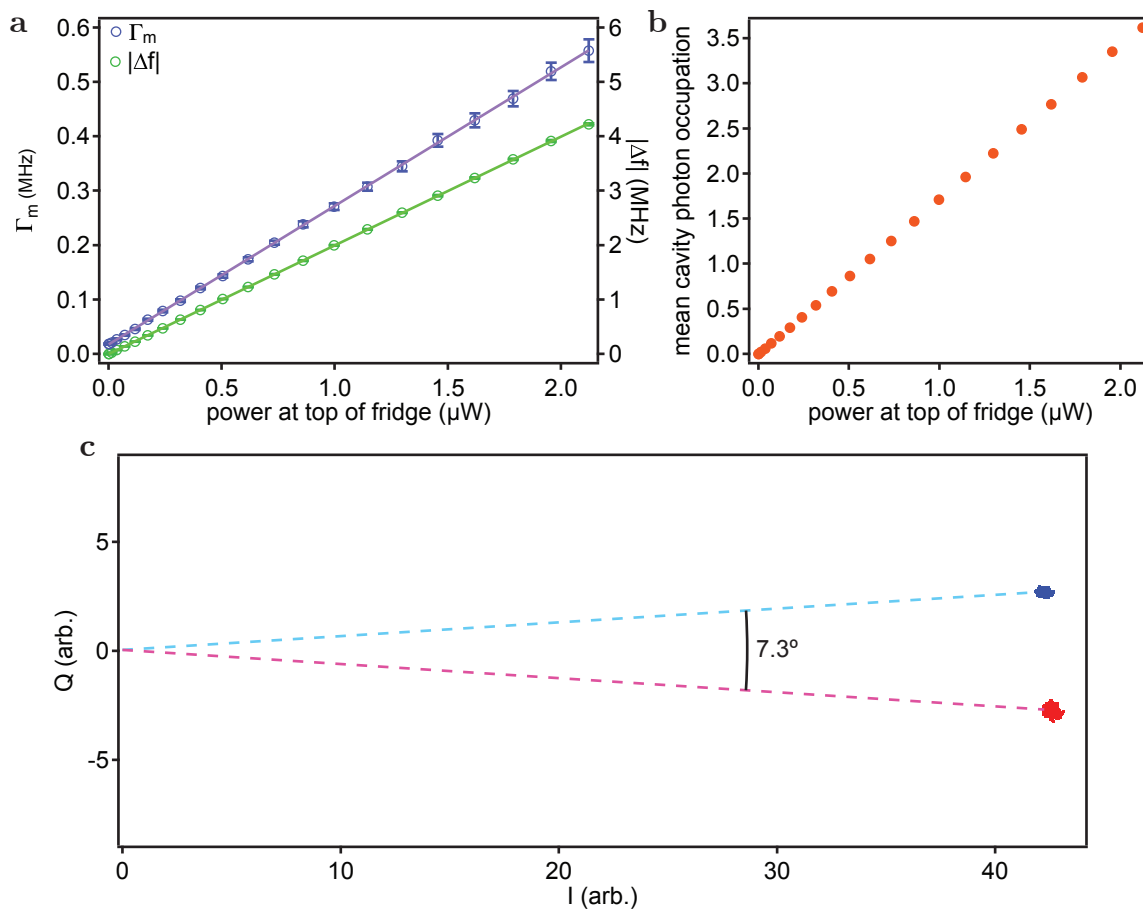 a
0.6
0.5
0.4
0.3
0.2
0.1
0.0
Γm (MHz)
Γm
|Δf|
6
5
4
3
2
1
0
|Δf| (MHz)
0.0 0.5 1.0 1.5 2.0
power at top of fridge (µW)
b
3.5
3.0
2.5
2.0
1.5
1.0
0.5
0.0
mean cavity photon occupation
0.0 0.5 1.0 1.5 2.0
power at top of fridge (µW)
c
5
0
-5
Q (arb.)
7.3º
0 10 20 30 40
I (arb.)